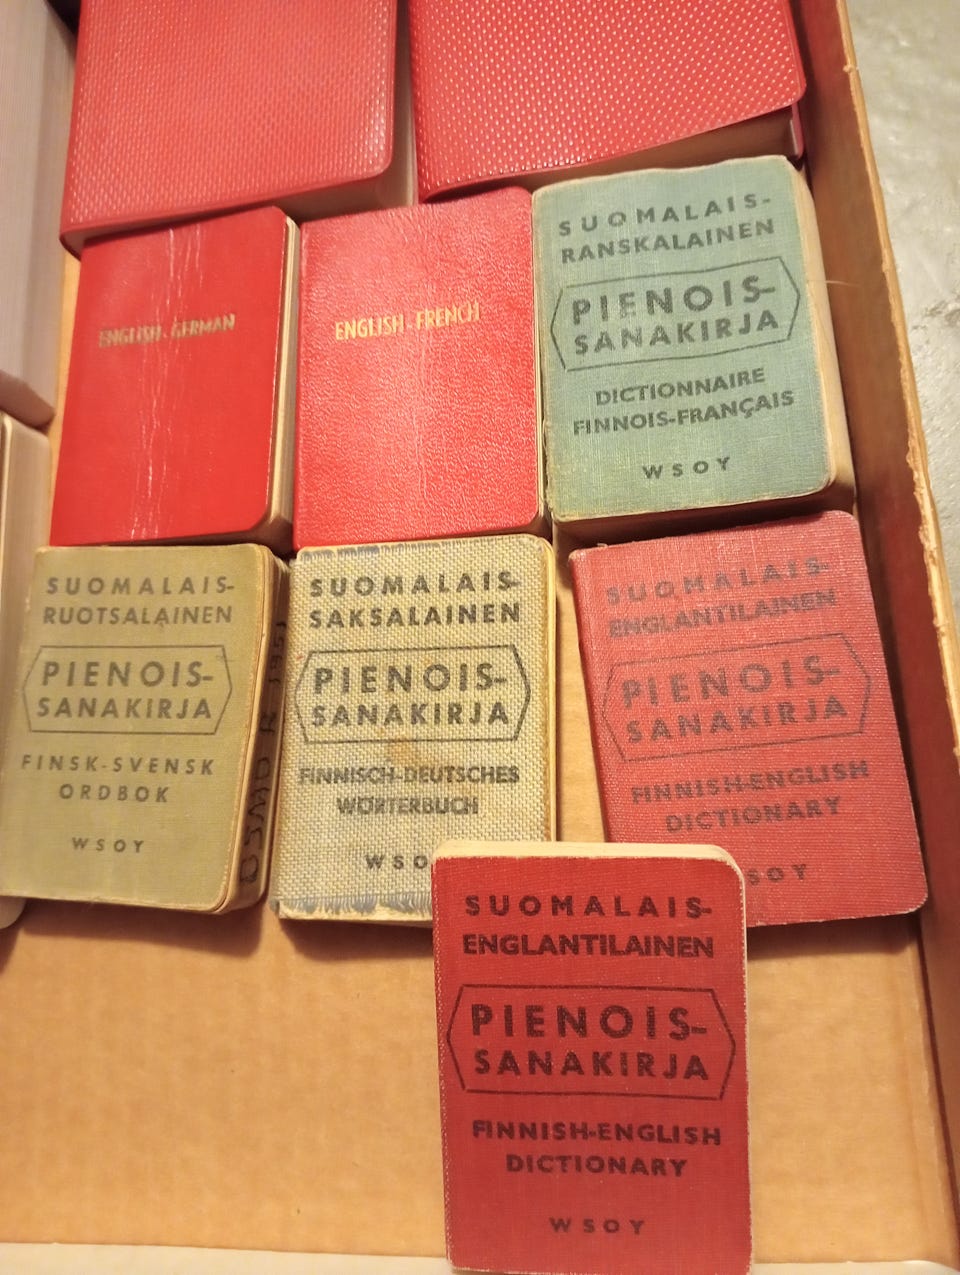 ENGLISH-GERMAN
ENGLISH-FRENCH
SUOMALAIS-
RANSKALAINEN
PIENOIS-
SANAKIRJA
DICTIONNAIRE
FINNOIS-FRANÇAIS
WSOY
SUOMALAIS-
RUOTSALAINEN
PIENOIS-
SANAKIRJA
FINSK-SVENSK
ORDBOK
WSOY
SUOMALAIS-
SAKSALAINEN
PIENOIS-
SANAKIRJA
FINNISCH-DEUTSCHES
WÖRTERBUCH
WSO
SUOMALAIS-
ENGLANTILAINEN
PIENOIS-
SANAKIRJA
FINNISH-ENGLISH
DICTIONARY
SOY
SUOMALAIS-
ENGLANTILAINEN
PIENOIS-
SANAKIRJA
FINNISH-ENGLISH
DICTIONARY
WSOY